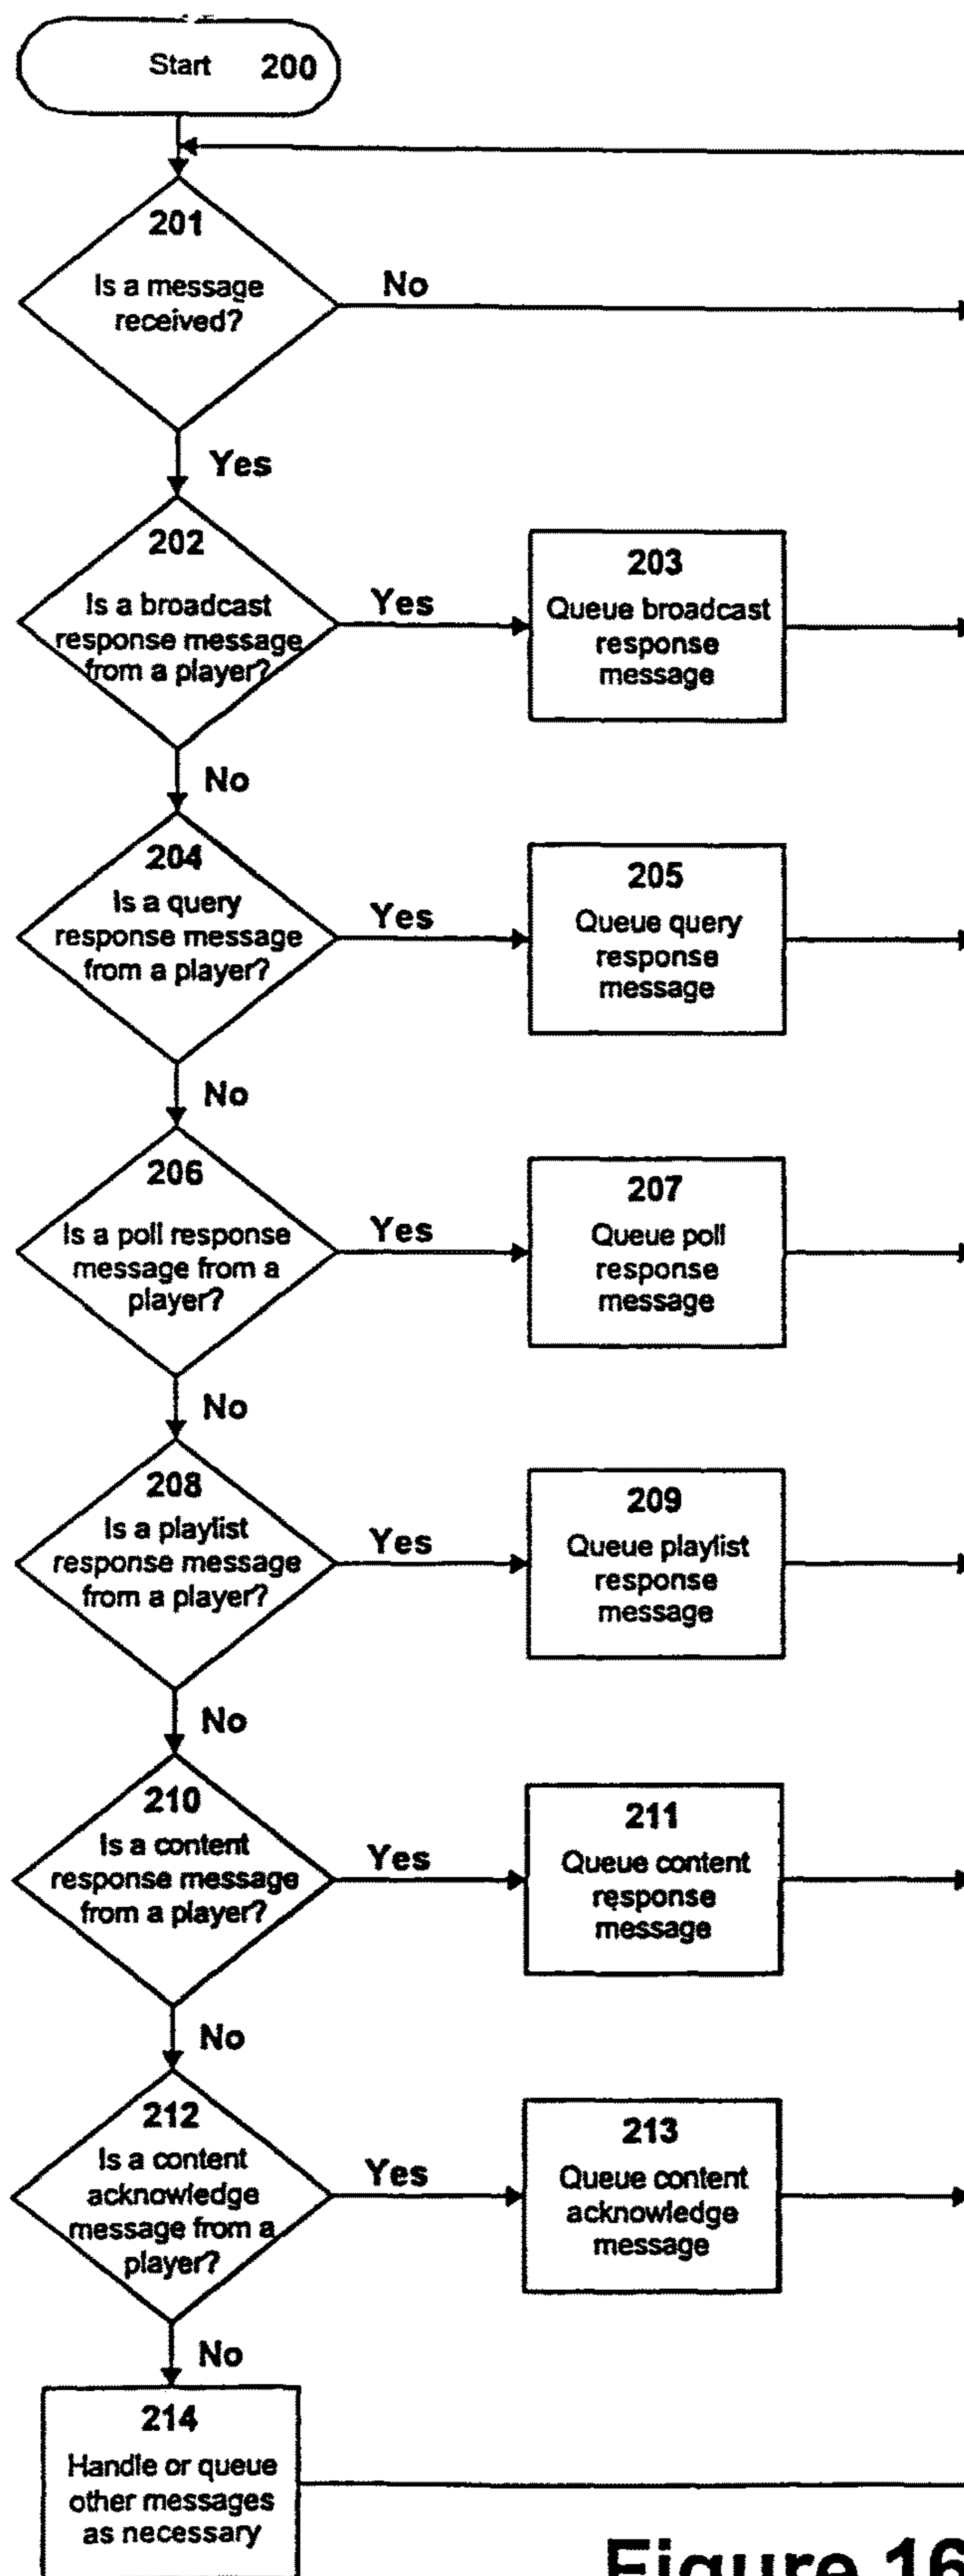 Start 200
201
Is a message
received?
No
Yes
202
Is a broadcast
response message
from a player?
Yes
203
Queue broadcast
response
message
No
204
Is a query
response message
from a player?
Yes
205
Queue query
response
message
No
206
Is a poll response
message from a
player?
Yes
207
Queue poll
response
message
No
208
Is a playlist
response message
from a player?
Yes
209
Queue playlist
response
message
No
210
Is a content
response message
from a player?
Yes
211
Queue content
response
message
No
212
Is a content
acknowledge
message from a
player?
Yes
213
Queue content
acknowledge
message
No
214
Handle or queue
other messages
as necessary
Figure 16